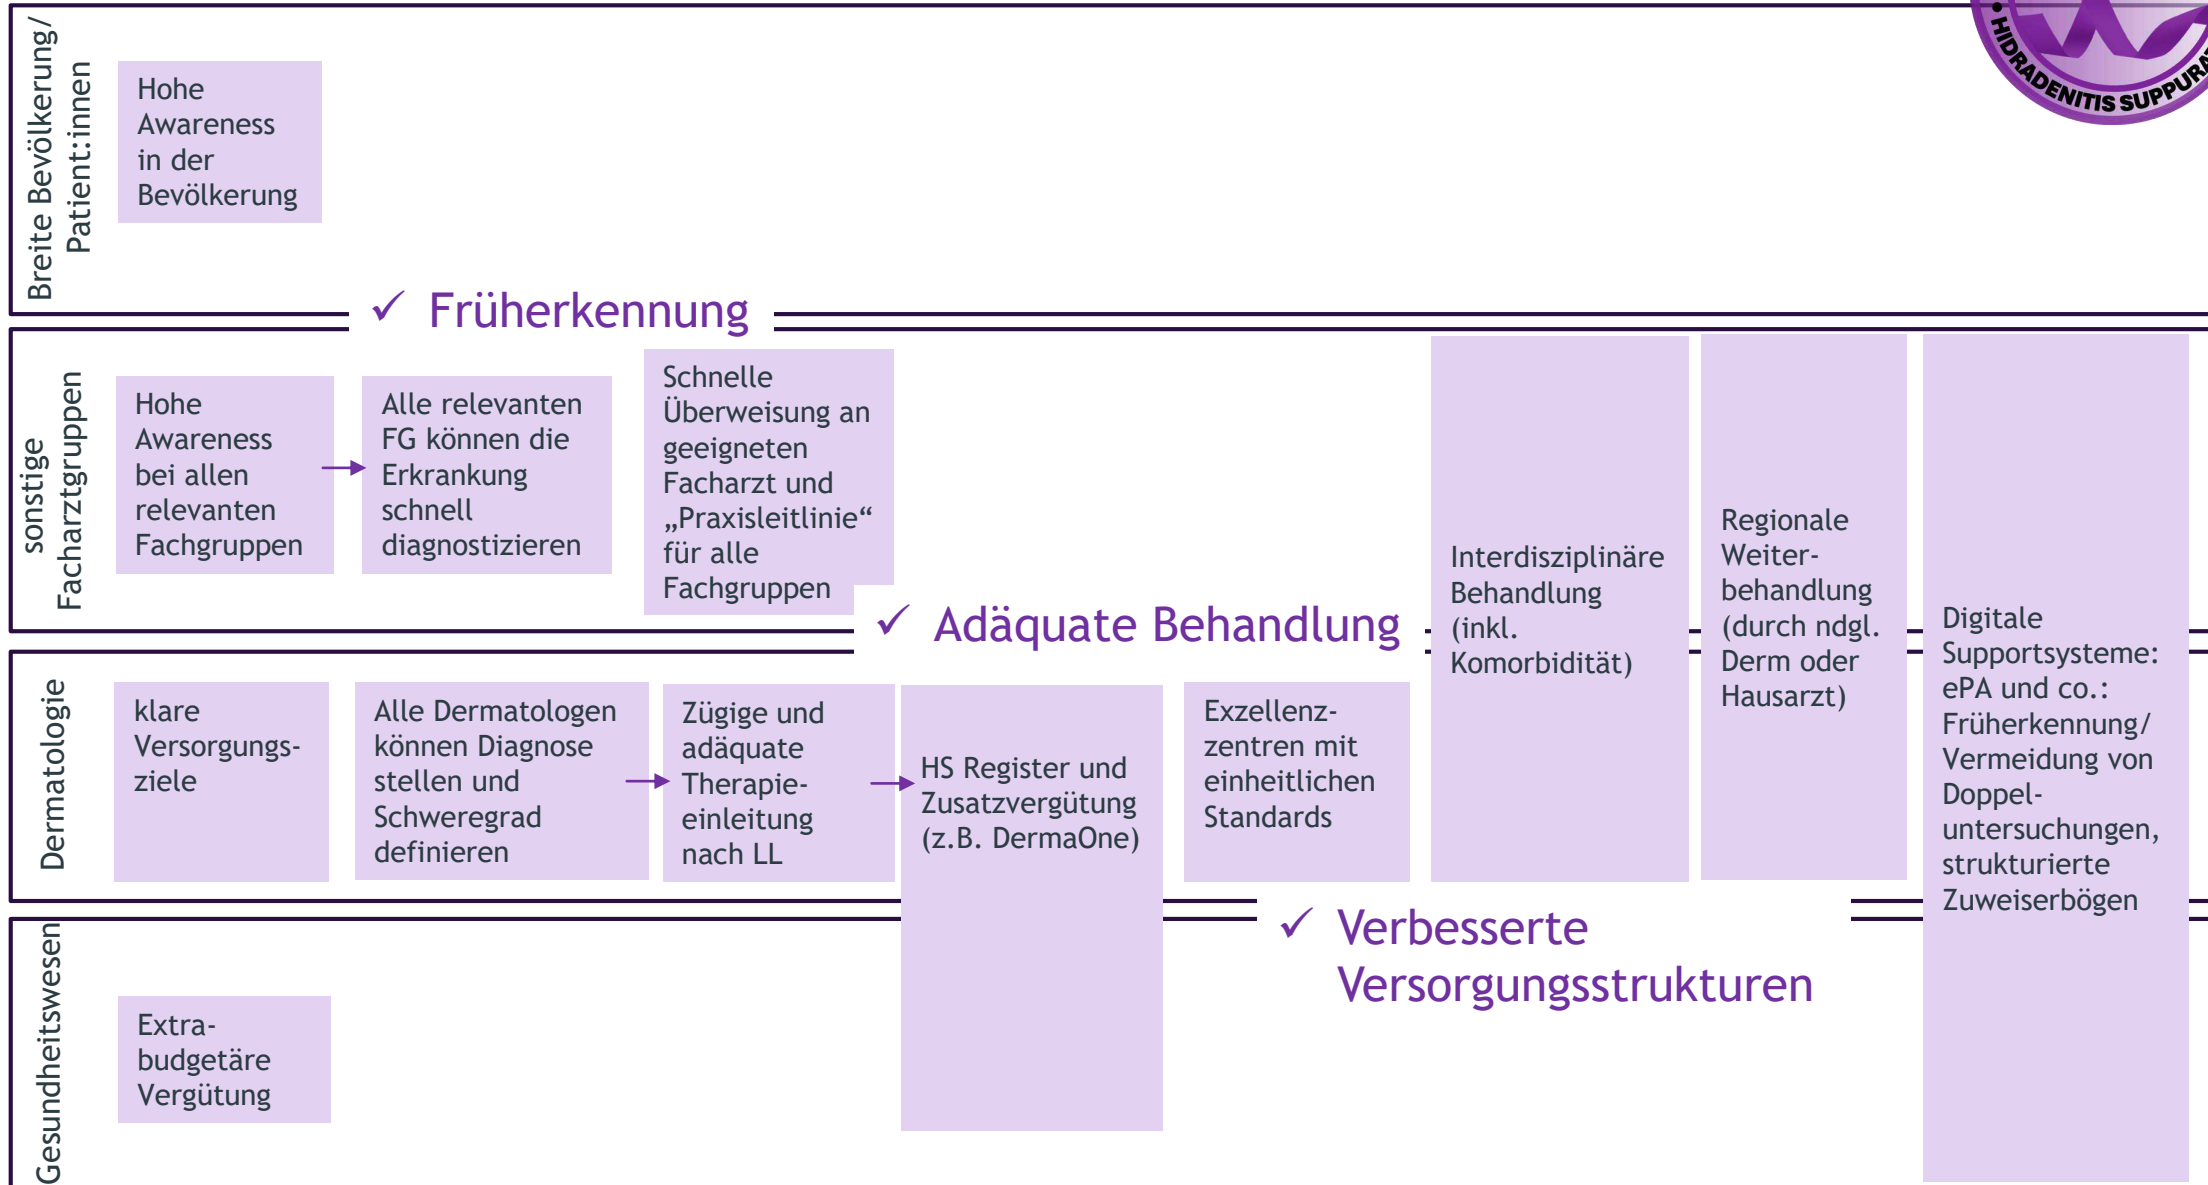 Breite Bevölkerung/
Patient:innen
Hohe
Awareness
in der
Bevölkerung
• HIDRADENITIS
✓ Früherkennung
sonstige
Facharztgruppen
Hohe
Awareness
bei allen
relevanten
Fachgruppen
Alle relevanten
FG können die
Erkrankung
schnell
diagnostizieren
Schnelle
Überweisung an
geeigneten
Facharzt und
„Praxisleitlinie“
für alle
Fachgruppen
✓ Adäquate Behandlung
Interdisziplinäre
Behandlung
(inkl.
Komorbidität)
Regionale
Weiter-
behandlung
(durch ndgl.
Derm oder
Hausarzt)
Digitale
Supportsysteme:
ePA und co.:
Früherkennung/
Vermeidung von
Doppel-
untersuchungen,
strukturierte
Zuweiserbögen
Dermatologie
klare
Versorgungs-
ziele
Alle Dermatologen
können Diagnose
stellen und
Schweregrad
definieren
Zügige und
adäquate
Therapie-
einleitung
nach LL
HS Register und
Zusatzvergütung
(z.B. DermaOne)
Exzellenz-
zentren mit
einheitlichen
Standards
✓ Verbesserte
Versorgungsstrukturen
Gesundheitswesen
Extra-
budgetäre
Vergütung